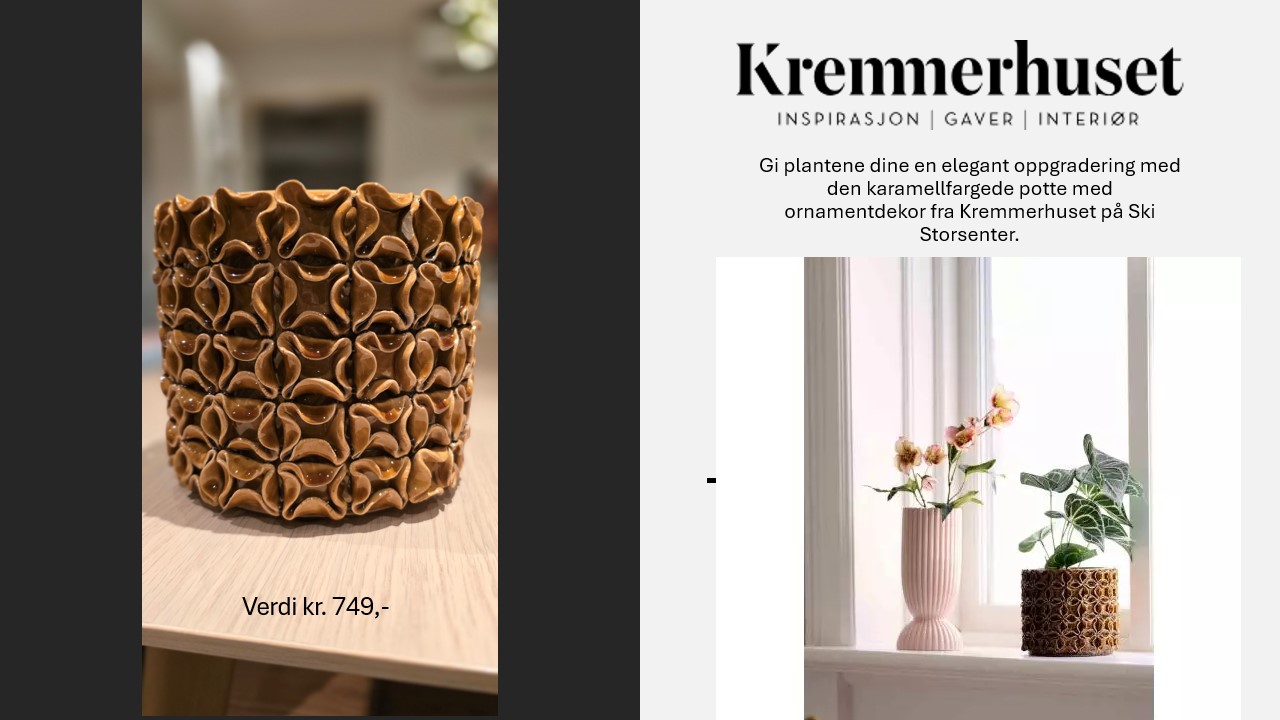 Verdi kr. 749,-
Kremmerhuset
INSPIRASJON | GAVER | INTERIØR
Gi plantene dine en elegant oppgradering med
den karamellfargede potte med
ornamentdekor fra Kremmerhuset på Ski
Storsenter.
-